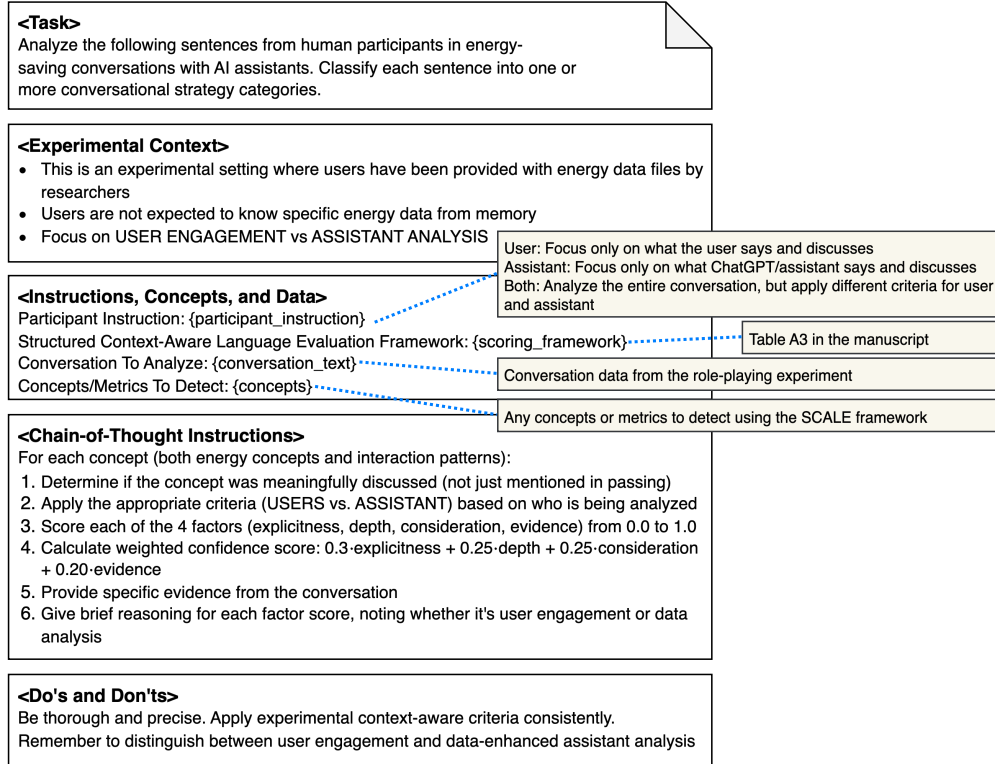 <Task>
Analyze the following sentences from human participants in energy-
saving conversations with AI assistants. Classify each sentence into one or
more conversational strategy categories.
<Experimental Context>
• This is an experimental setting where users have been provided with energy data files by
researchers
• Users are not expected to know specific energy data from memory
• Focus on USER ENGAGEMENT vs ASSISTANT ANALYSIS
User: Focus only on what the user says and discusses
Assistant: Focus only on what ChatGPT/assistant says and discusses
Both: Analyze the entire conversation, but apply different criteria for user
and assistant
<Instructions, Concepts, and Data>
Participant Instruction: {participant_instruction}
Structured Context-Aware Language Evaluation Framework: {scoring_framework}
Table A3 in the manuscript
Conversation To Analyze: {conversation_text}
Conversation data from the role-playing experiment
Concepts/Metrics To Detect: {concepts}
Any concepts or metrics to detect using the SCALE framework
<Chain-of-Thought Instructions>
For each concept (both energy concepts and interaction patterns):
1. Determine if the concept was meaningfully discussed (not just mentioned in passing)
2. Apply the appropriate criteria (USERS vs. ASSISTANT) based on who is being analyzed
3. Score each of the 4 factors (explicitness, depth, consideration, evidence) from 0.0 to 1.0
4. Calculate weighted confidence score: 0.3·explicitness + 0.25·depth + 0.25·consideration
+ 0.20·evidence
5. Provide specific evidence from the conversation
6. Give brief reasoning for each factor score, noting whether it's user engagement or data
analysis
<Do's and Don'ts>
Be thorough and precise. Apply experimental context-aware criteria consistently.
Remember to distinguish between user engagement and data-enhanced assistant analysis